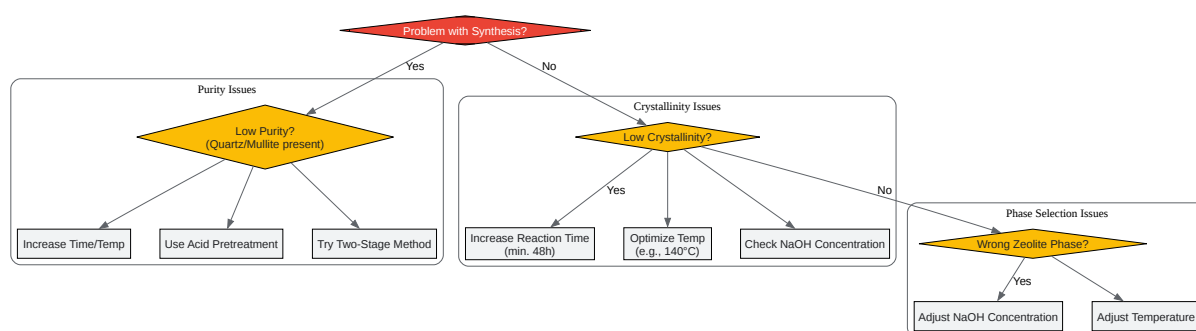 Problem with Synthesis?
Yes
No
Purity Issues
Low Purity?
(Quartz/Mullite present)
Increase Time/Temp
Use Acid Pretreatment
Try Two-Stage Method
Crystallinity Issues
Low Crystallinity?
Yes
No
Increase Reaction Time
(min. 48h)
Optimize Temp
(e.g., 140°C)
Check NaOH Concentration
Phase Selection Issues
Wrong Zeolite Phase?
Yes
Adjust NaOH Concentration
Adjust Temperature